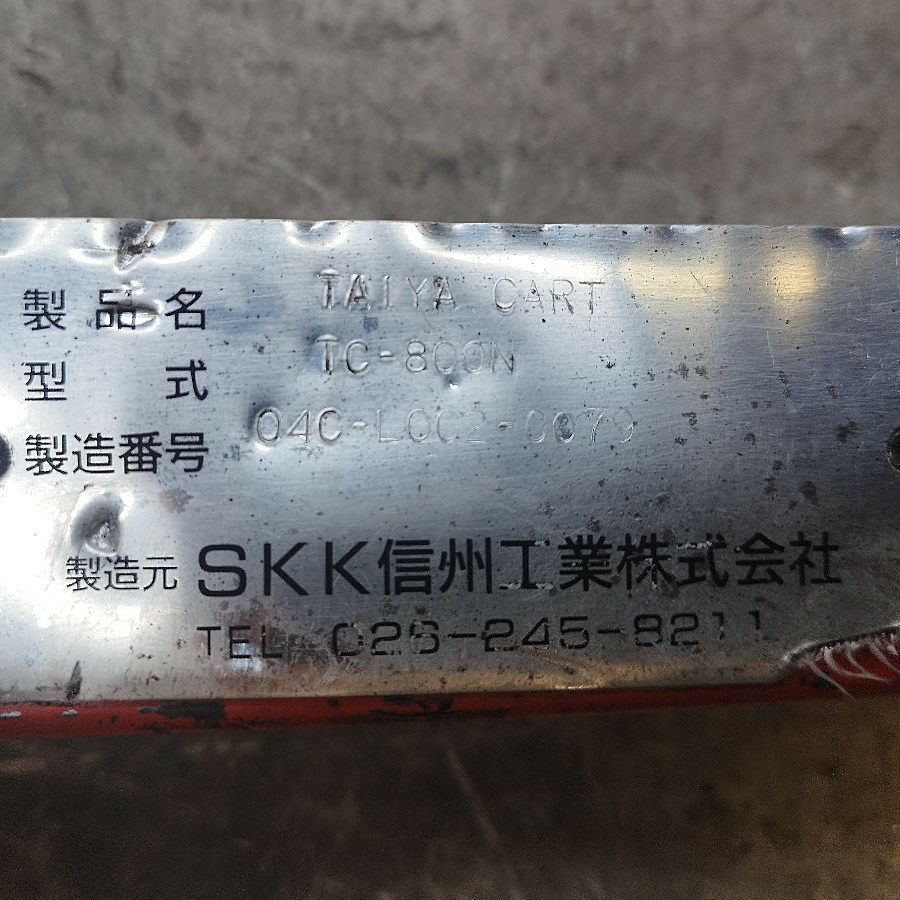 製品名 TAIYA CART
型式 TC-800N
製造番号 04C-L002-0079
製造元 SKK信州工業株式会社
TEL 026-245-8211